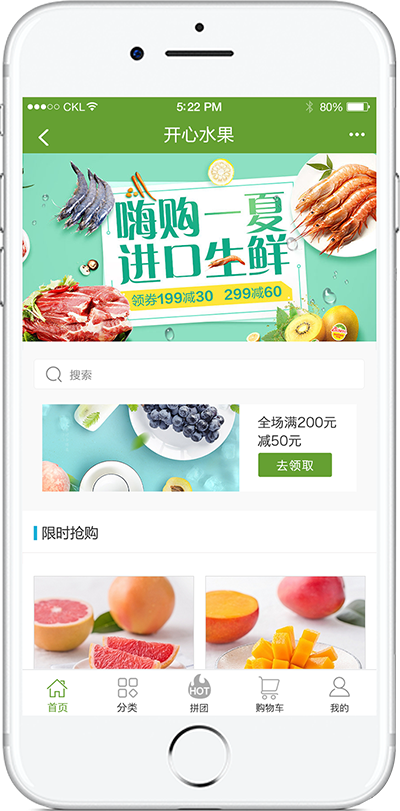 CKL 5:22 PM 80%
开心水果
嗨购一夏
进口生鲜
领券199减30 299减60
搜索
全场满200元
减50元
去领取
限时抢购
HOT
首页 分类 拼团 购物车 我的